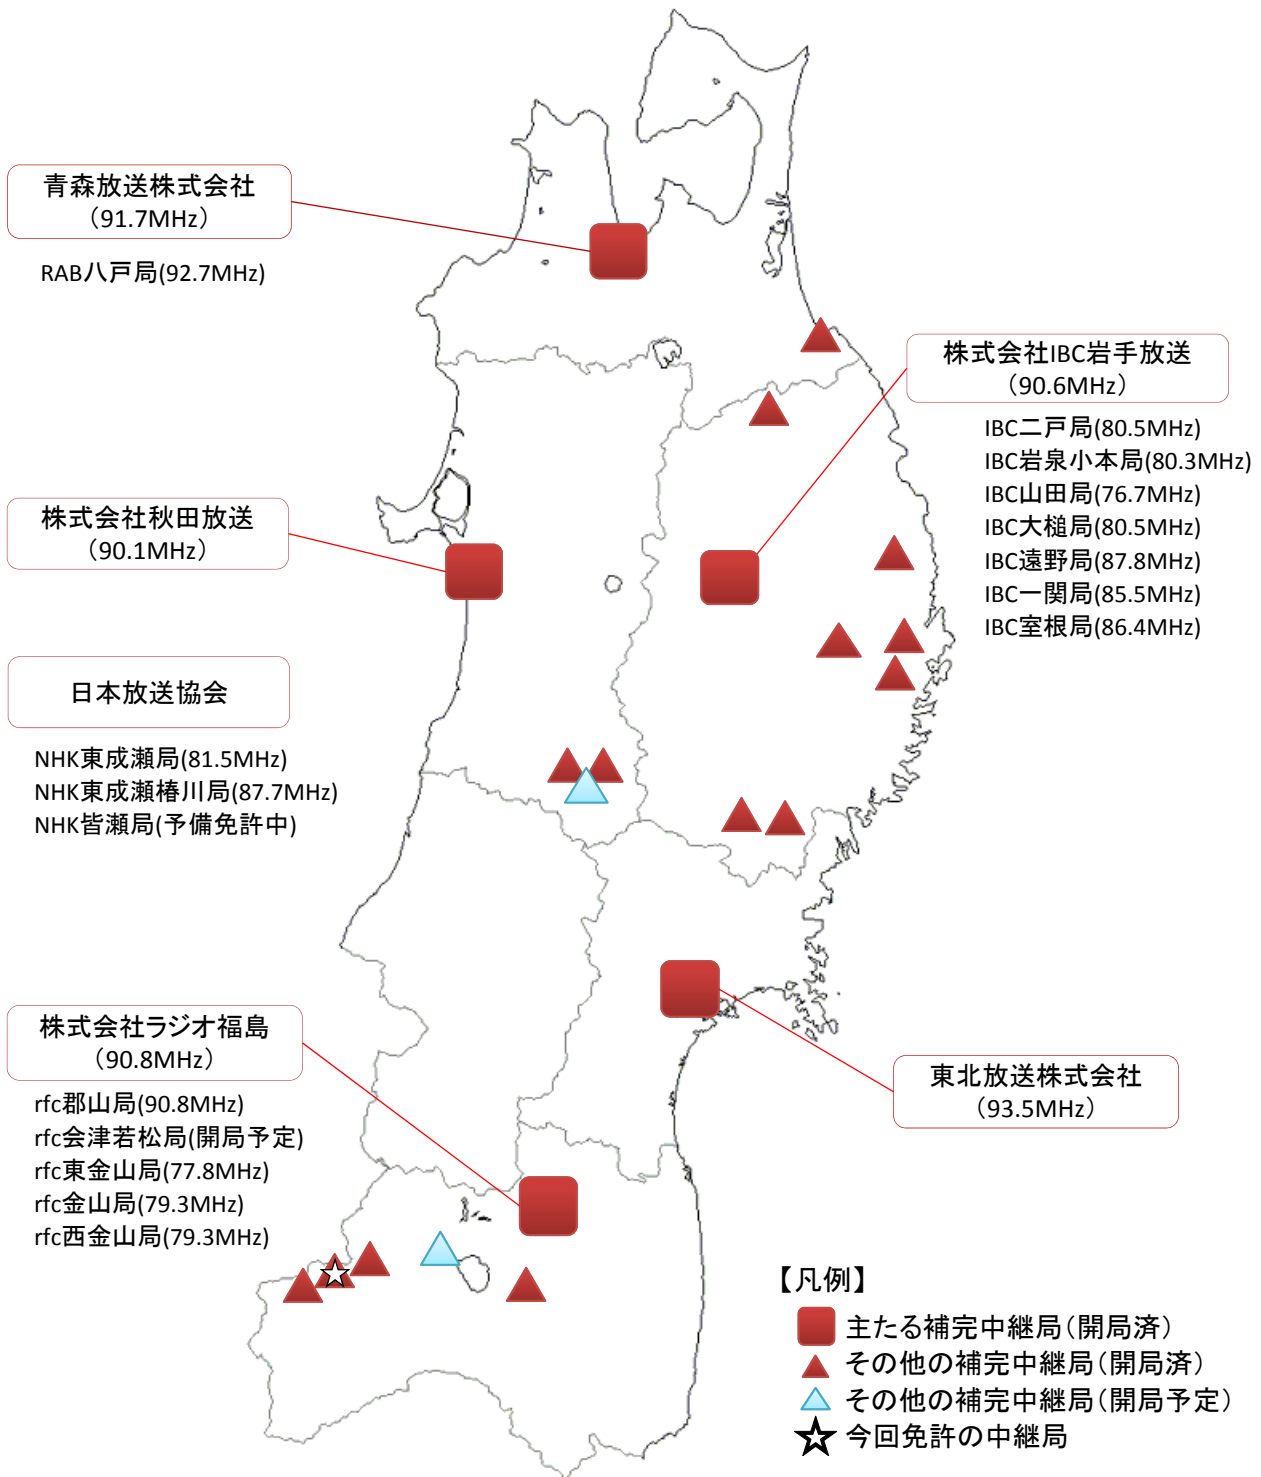 青森放送株式会社
（91.7MHz）
RAB八戸局(92.7MHz)
株式会社IBC岩手放送
（90.6MHz）
IBC二戸局(80.5MHz)
IBC岩泉小本局(80.3MHz)
IBC山田局(76.7MHz)
IBC大槌局(80.5MHz)
IBC遠野局(87.8MHz)
IBC一関局(85.5MHz)
IBC室根局(86.4MHz)
株式会社秋田放送
（90.1MHz）
日本放送協会
NHK東成瀬局(81.5MHz)
NHK東成瀬椿川局(87.7MHz)
NHK皆瀬局(予備免許中)
株式会社ラジオ福島
（90.8MHz）
rfc郡山局(90.8MHz)
rfc会津若松局(開局予定)
rfc東金山局(77.8MHz)
rfc金山局(79.3MHz)
rfc西金山局(79.3MHz)
東北放送株式会社
（93.5MHz）
【凡例】
主たる補完中継局（開局済）
その他の補完中継局（開局済）
その他の補完中継局（開局予定）
今回免許の中継局